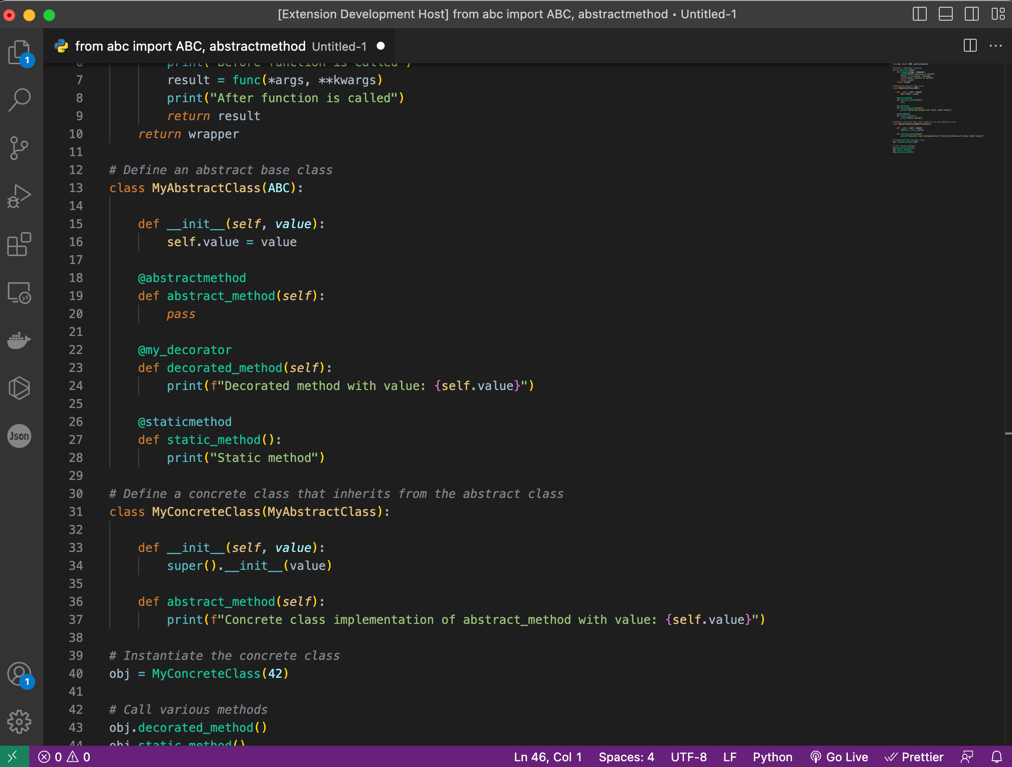 [Extension Development Host] from abc import ABC, abstractmethod • Untitled-1
from abc import ABC, abstractmethod Untitled-1 ●
1
6 print("Before function is called")
7 result = func(*args, **kwargs)
8 print("After function is called")
9 return result
10 return wrapper
11
12 # Define an abstract base class
13 class MyAbstractClass(ABC):
14
15 def __init__(self, value):
16 self.value = value
17
18 @abstractmethod
19 def abstract_method(self):
20 pass
21
22 @my_decorator
23 def decorated_method(self):
24 print(f"Decorated method with value: {self.value}")
25
26 @staticmethod
27 def static_method():
28 print("Static method")
29
30 # Define a concrete class that inherits from the abstract class
31 class MyConcreteClass(MyAbstractClass):
32
33 def __init__(self, value):
34 super().__init__(value)
35
36 def abstract_method(self):
37 print(f"Concrete class implementation of abstract_method with value: {self.value}")
38
39 # Instantiate the concrete class
40 obj = MyConcreteClass(42)
41
42 # Call various methods
43 obj.decorated_method()
44 obj.static_method()
Json
1
0 0 Ln 46, Col 1 Spaces: 4 UTF-8 LF Python Go Live Prettier